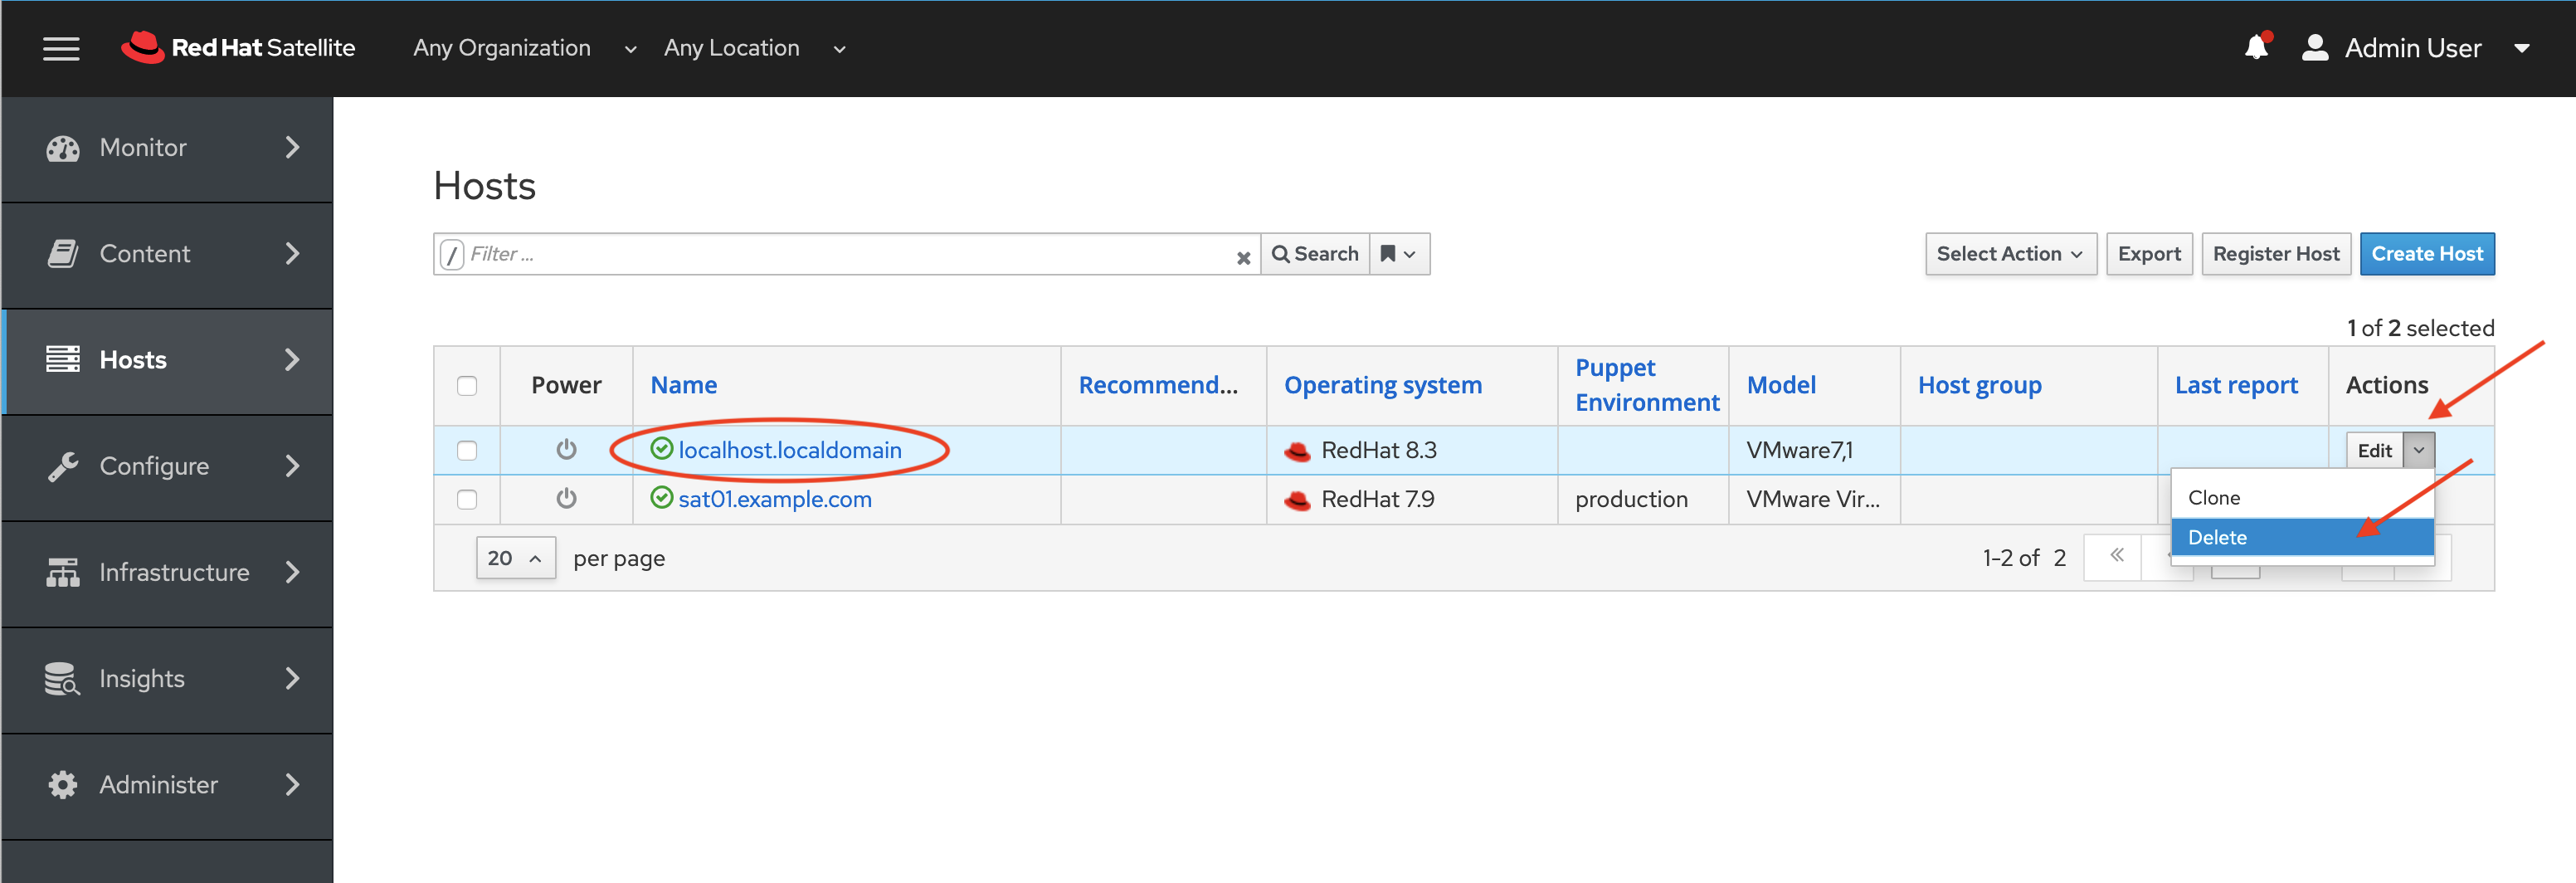 Red Hat Satellite Any Organization Any Location Admin User
Monitor
Content
Hosts
Configure
Infrastructure
Insights
Administer
Hosts
/ Filter ... Search Select Action Export Register Host Create Host
1 of 2 selected
Power Name Recommend... Operating system Puppet Environment Model Host group Last report Actions
localhost.localdomain RedHat 8.3 VMware7,1 Edit
sat01.example.com RedHat 7.9 production VMware Vir...
Clone
Delete
20 per page 1-2 of 2